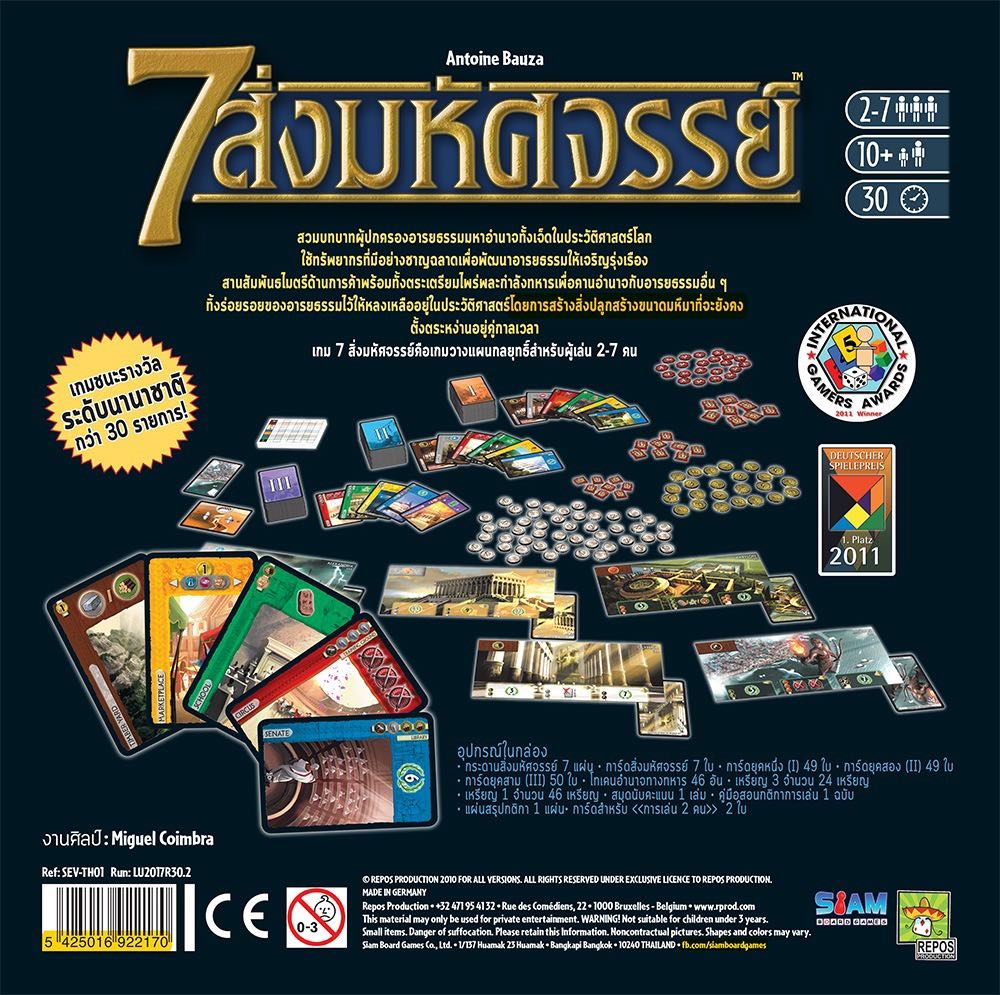 Antoine Bauza
7 สิ่งมหัศจรรย์™
2-7
10+
30
สวมบทบาทผู้ปกครองอารยธรรมมหาอำนาจทั้งเจ็ดในประวัติศาสตร์โลก
ใช้ทรัพยากรที่มีอย่างชาญฉลาดเพื่อพัฒนาอารยธรรมให้เจริญรุ่งเรือง
สานสัมพันธไมตรีด้านการค้าพร้อมทั้งตระเตรียมไพร่พละกำลังทหารเพื่อคานอำนาจกับอารยธรรมอื่น ๆ
ทิ้งร่อยรอยของอารยธรรมไว้ให้หลงเหลืออยู่ในประวัติศาสตร์โดยการสร้างสิ่งปลูกสร้างขนาดมหึมาที่จะยังคง
ตั้งตระหง่านอยู่คู่กาลเวลา
เกม 7 สิ่งมหัศจรรย์คือเกมวางแผนกลยุทธิ์สำหรับผู้เล่น 2-7 คน
เกมชนะรางวัล
ระดับนานาชาติ
กว่า 30 รายการ!
INTERNATIONAL
GAMERS AWARDS
5
2011 Winner
DEUTSCHER
SPIELEPREIS
1. Platz
2011
I
II
III
TIMBER YARD
1
MARKETPLACE
SCHOOL
CIRCUS
TRAINING GROUND
SENATE
LIBRARY
6
อุปกรณ์ในกล่อง
• กระดานสิ่งมหัศจรรย์ 7 แผ่น • การ์ดสิ่งมหัศจรรย์ 7 ใบ • การ์ดยุคหนึ่ง (I) 49 ใบ • การ์ดยุคสอง (II) 49 ใบ
• การ์ดยุคสาม (III) 50 ใบ • โทเคนอำนาจทางทหาร 46 อัน • เหรียญ 3 จำนวน 24 เหรียญ
• เหรียญ 1 จำนวน 46 เหรียญ • สมุดนับคะแนน 1 เล่ม • คู่มือสอนกติกาการเล่น 1 ฉบับ
• แผ่นสรุปกติกา 1 แผ่น• การ์ดสำหรับ <<การเล่น 2 คน>> 2 ใบ
งานศิลป์ : Miguel Coimbra
Ref: SEV-TH01 Run: LU2017R30.2
5 425016 922170
CE
0-3
© REPOS PRODUCTION 2010 FOR ALL VERSIONS. ALL RIGHTS RESERVED UNDER EXCLUSIVE LICENCE TO REPOS PRODUCTION.
MADE IN GERMANY
Repos Production • +32 471 95 41 32 • Rue des Comédiens, 22 • 1000 Bruxelles - Belgium • www.rprod.com
This material may only be used for private entertainment. WARNING! Not suitable for children under 3 years.
Small items. Danger of suffocation. Please retain this Information. Noncontractual pictures. Shapes and colors may vary.
Siam Board Games Co., Ltd. • 1/137 Huamak 23 Huamak • Bangkapi Bangkok • 10240 THAILAND • fb.com/siamboardgames
SIAM
BOARD GAMES
REPOS
PRODUCTION